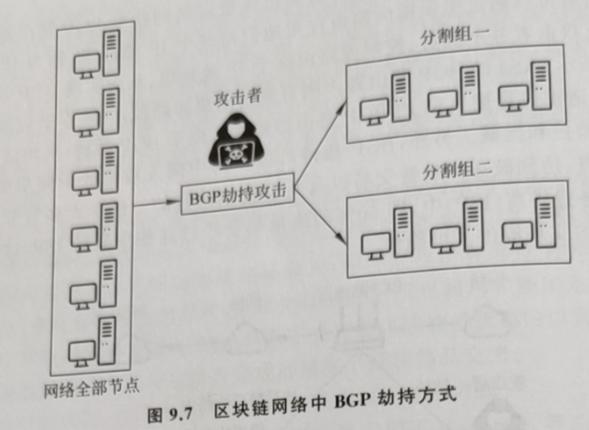 分割组一
攻击者
BGP劫持攻击
分割组二
网络全部节点
图 9.7 区块链网络中 BGP 劫持方式